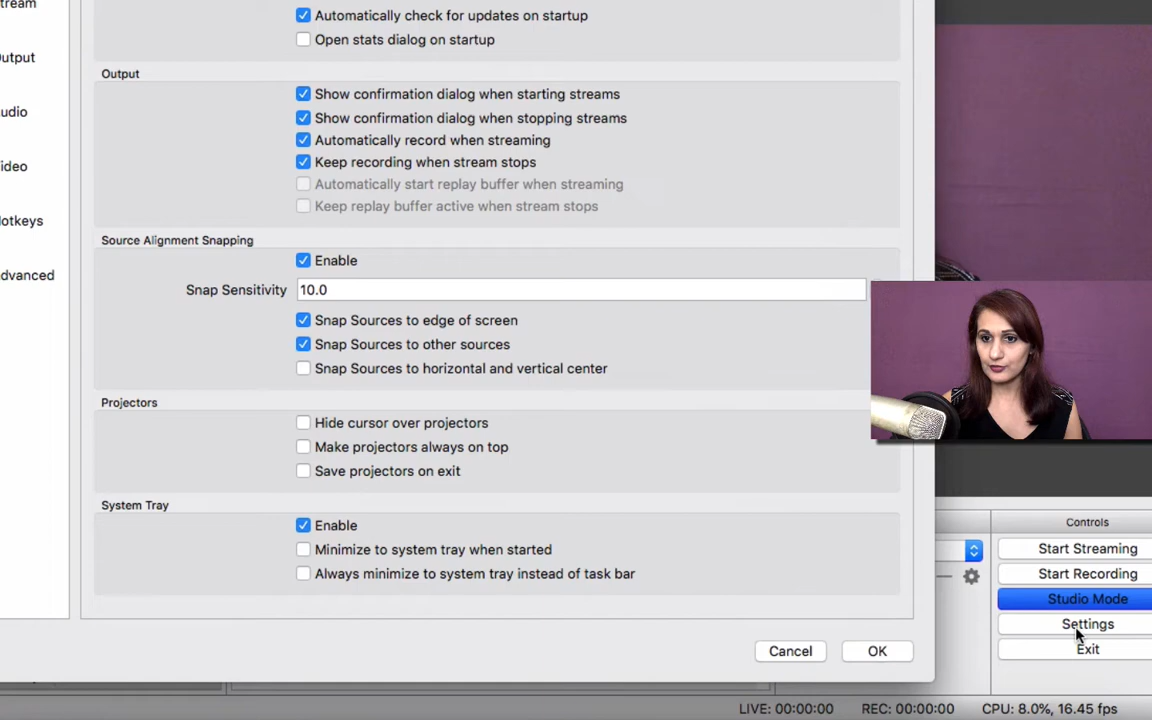 tream
Automatically check for updates on startup
Open stats dialog on startup
utput
Output
Show confirmation dialog when starting streams
udio
Show confirmation dialog when stopping streams
Automatically record when streaming
ideo
Keep recording when stream stops
Automatically start replay buffer when streaming
Keep replay buffer active when stream stops
otkeys
Source Alignment Snapping
Enable
dvanced
Snap Sensitivity 10.0
Snap Sources to edge of screen
Snap Sources to other sources
Snap Sources to horizontal and vertical center
Projectors
Hide cursor over projectors
Make projectors always on top
Save projectors on exit
System Tray
Enable
Minimize to system tray when started
Always minimize to system tray instead of task bar
Cancel OK
Controls
Start Streaming
Start Recording
Studio Mode
Settings
Exit
LIVE: 00:00:00 REC: 00:00:00 CPU: 8.0%, 16.45 fps